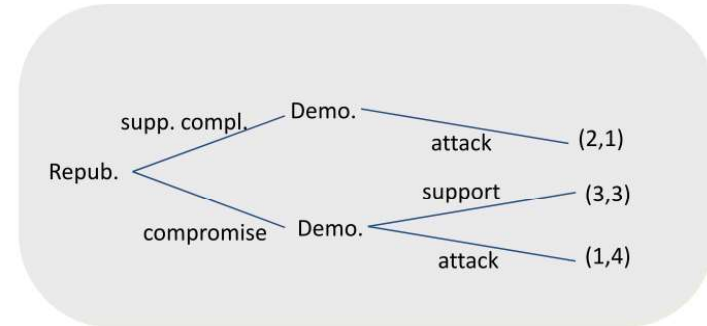 supp. compl.
Demo.
attack
(2,1)
Repub.
support
(3,3)
compromise
Demo.
attack
(1,4)